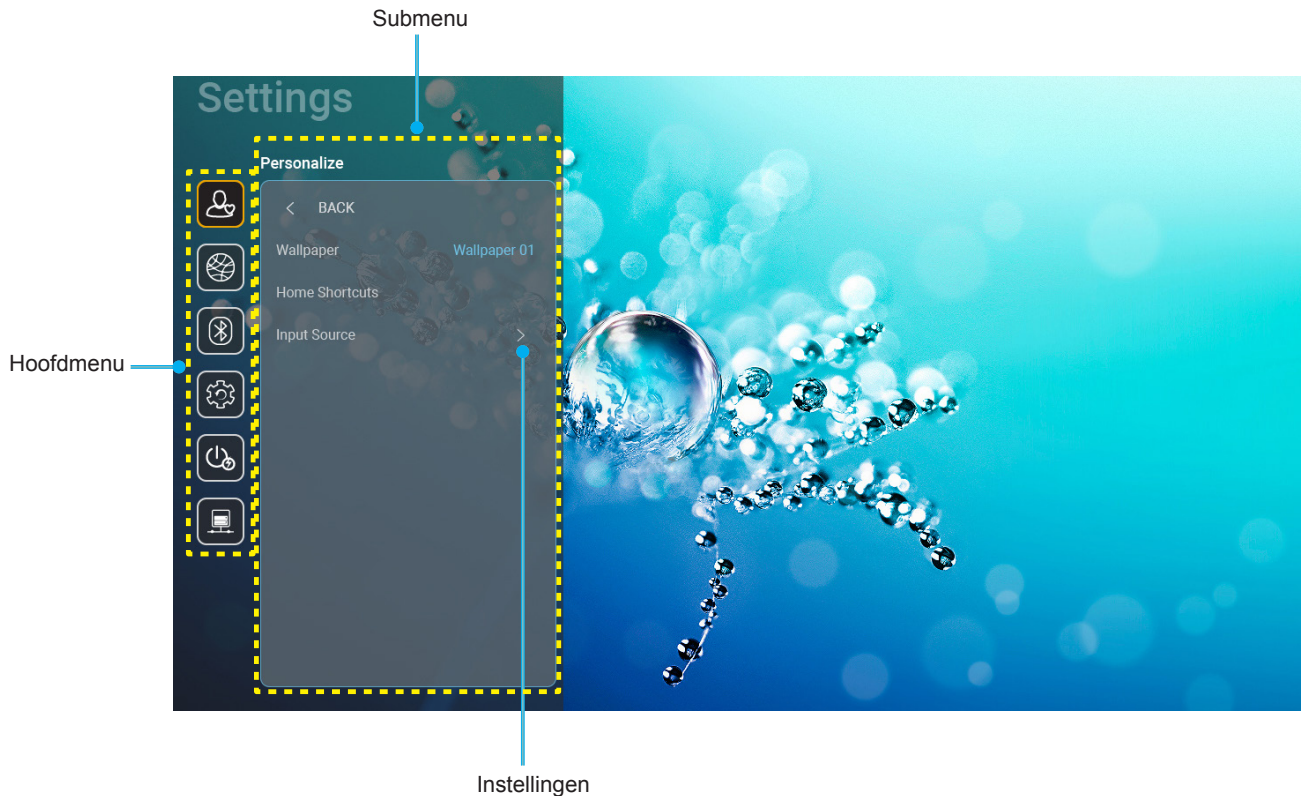 Submenu
Settings
Personalize
BACK
Wallpaper Wallpaper 01
Home Shortcuts
Input Source
Hoofdmenu
Instellingen